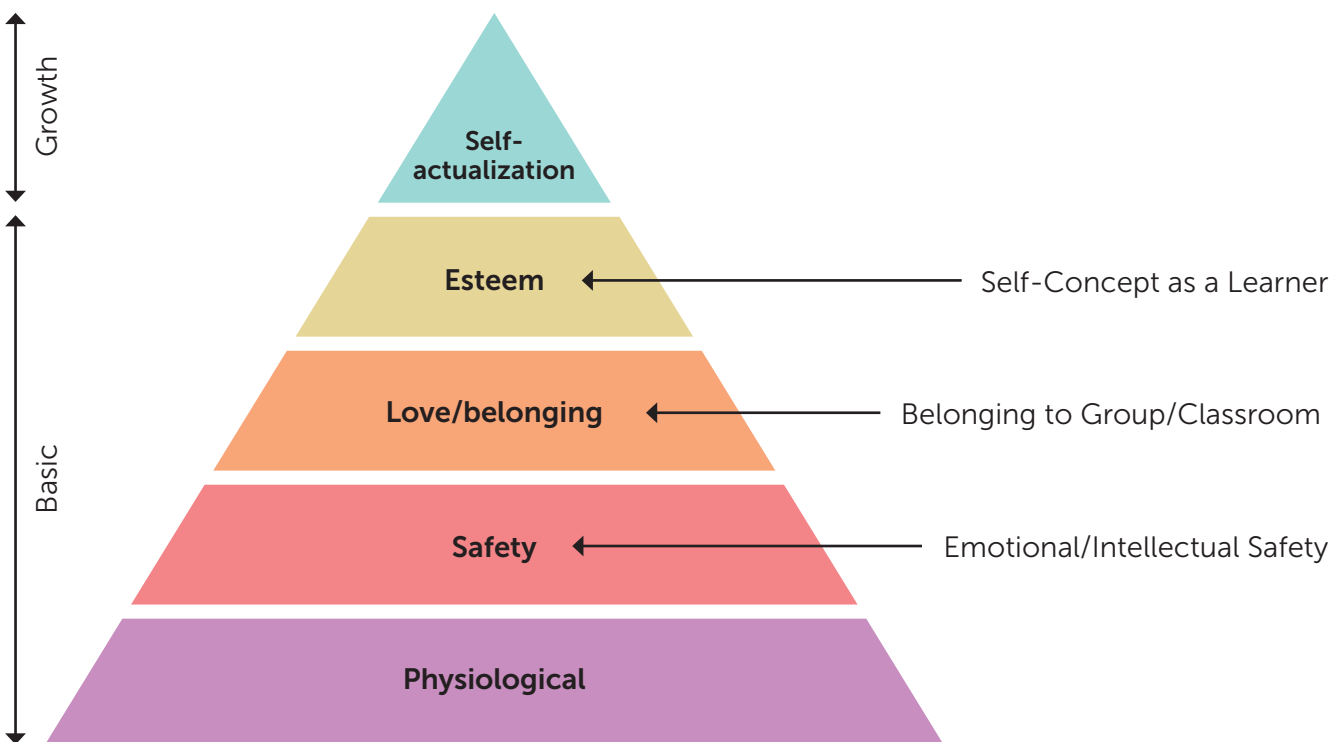 Growth
Self-
actualization
Esteem
Self-Concept as a Learner
Love/belonging
Belonging to Group/Classroom
Basic
Safety
Emotional/Intellectual Safety
Physiological